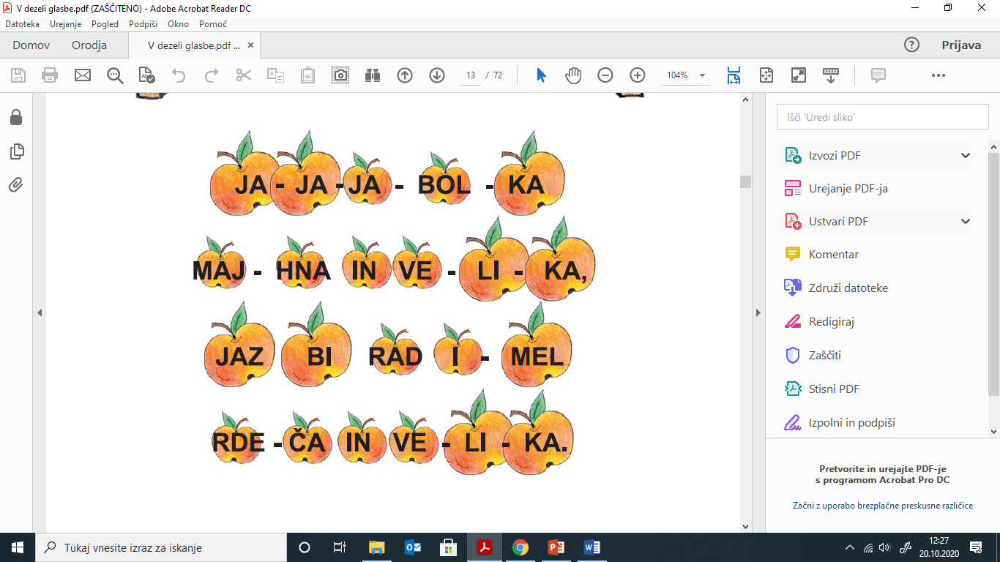 V dezeli glasbe.pdf (ZAŠČITENO) - Adobe Acrobat Reader DC
Datoteka Urejanje Pogled Podpiši Okno Pomoč
Domov Orodja V dezeli glasbe.pdf ... × Prijava
13 / 72 104%
JA - JA - JA - BOL - KA
MAJ - HNA IN VE - LI - KA,
JAZ BI RAD I - MEL
RDE - ČA IN VE - LI - KA.
Išči 'Uredi sliko'
Izvozi PDF
Urejanje PDF-ja
Ustvari PDF
Komentar
Združi datoteke
Redigiraj
Zaščiti
Stisni PDF
Izpolni in podpiši
Pretvorite in urejajte PDF-je
s programom Acrobat Pro DC
Začni z uporabo brezplačne preskusne različice
Tukaj vnesite izraz za iskanje
12:27
20.10.2020